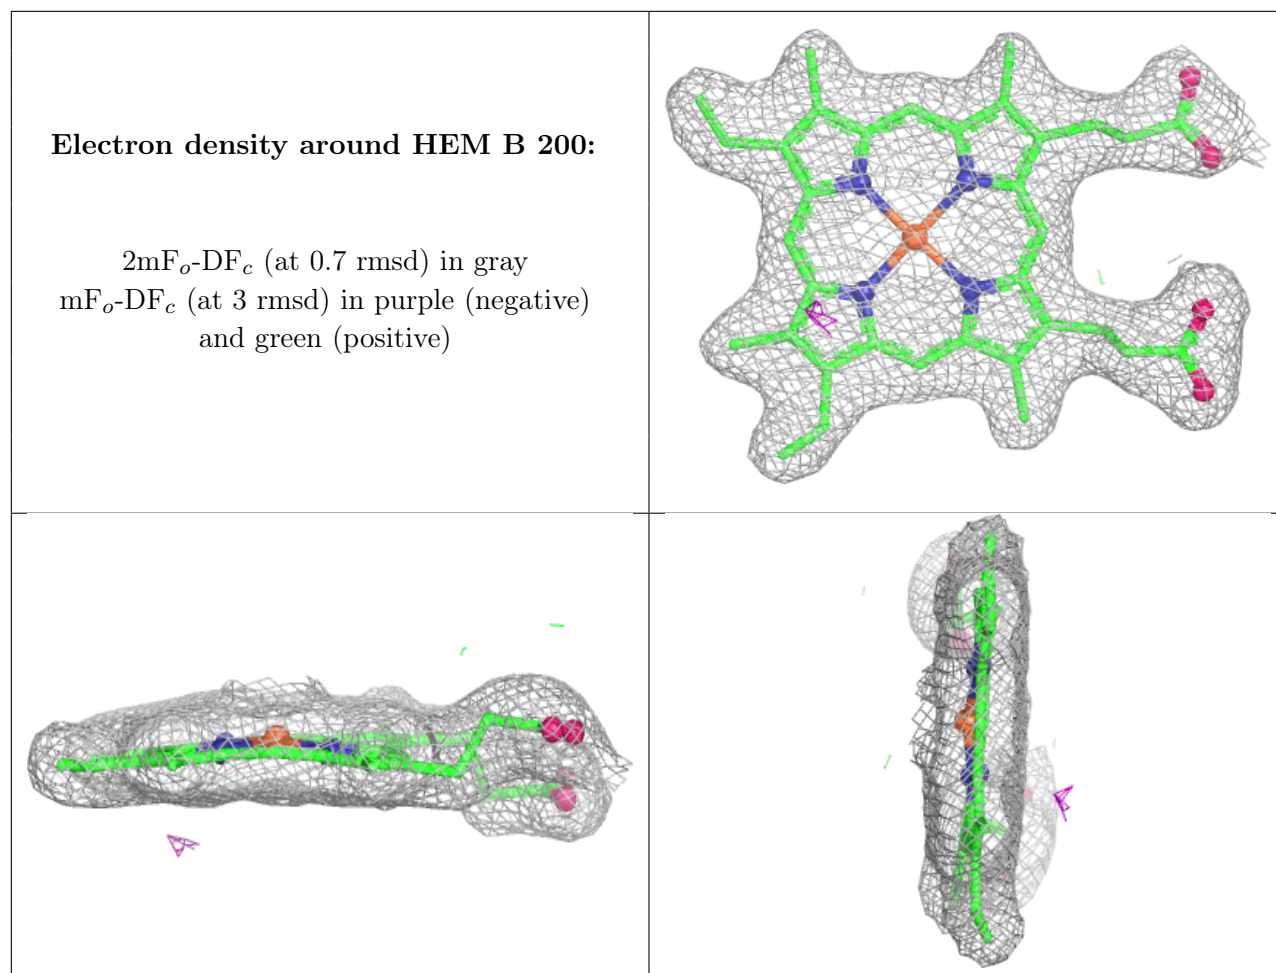 Electron density around HEM B 200:
2mFo-DFc (at 0.7 rmsd) in gray
mFo-DFc (at 3 rmsd) in purple (negative)
and green (positive)